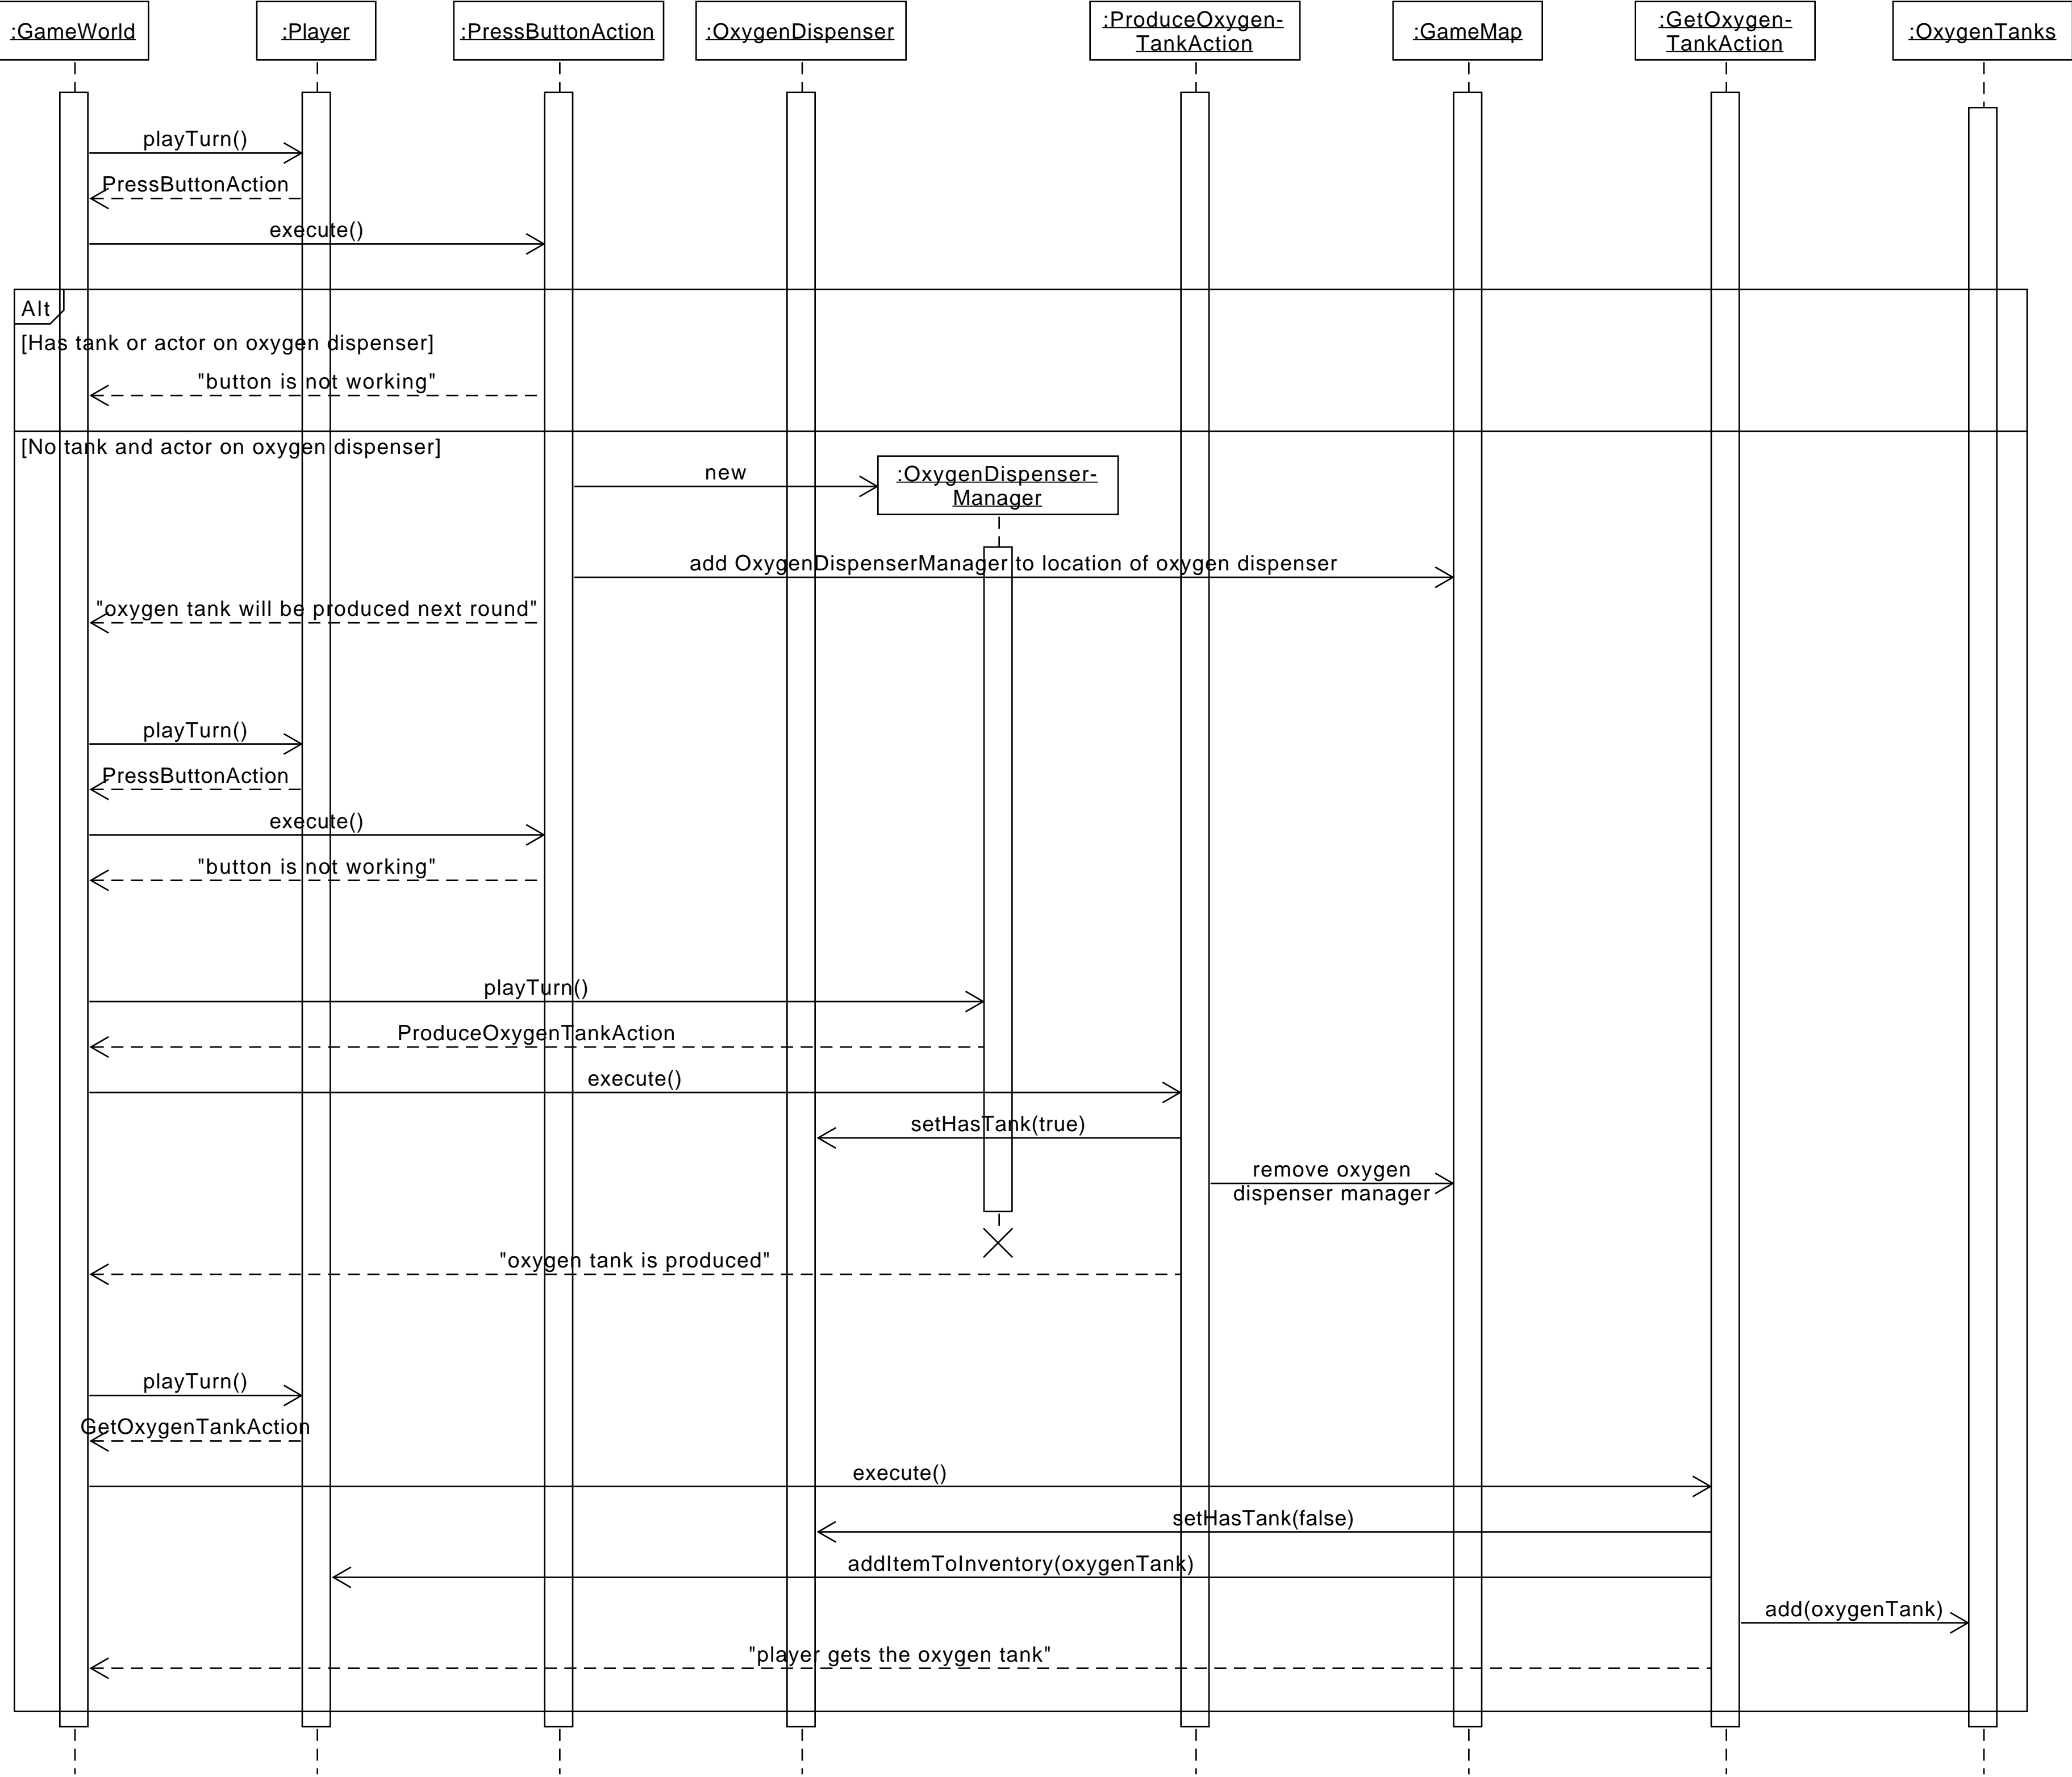 :GameWorld
:Player
:PressButtonAction
:OxygenDispenser
:ProduceOxygen-
TankAction
:GameMap
:GetOxygen-
TankAction
:OxygenTanks
playTurn()
PressButtonAction
execute()
Alt
[Has tank or actor on oxygen dispenser]
"button is not working"
[No tank and actor on oxygen dispenser]
new
:OxygenDispenser-
Manager
add OxygenDispenserManager to location of oxygen dispenser
"oxygen tank will be produced next round"
playTurn()
PressButtonAction
execute()
"button is not working"
playTurn()
ProduceOxygenTankAction
execute()
setHasTank(true)
remove oxygen
dispenser manager
"oxygen tank is produced"
playTurn()
GetOxygenTankAction
execute()
setHasTank(false)
addItemToInventory(oxygenTank)
add(oxygenTank)
"player gets the oxygen tank"